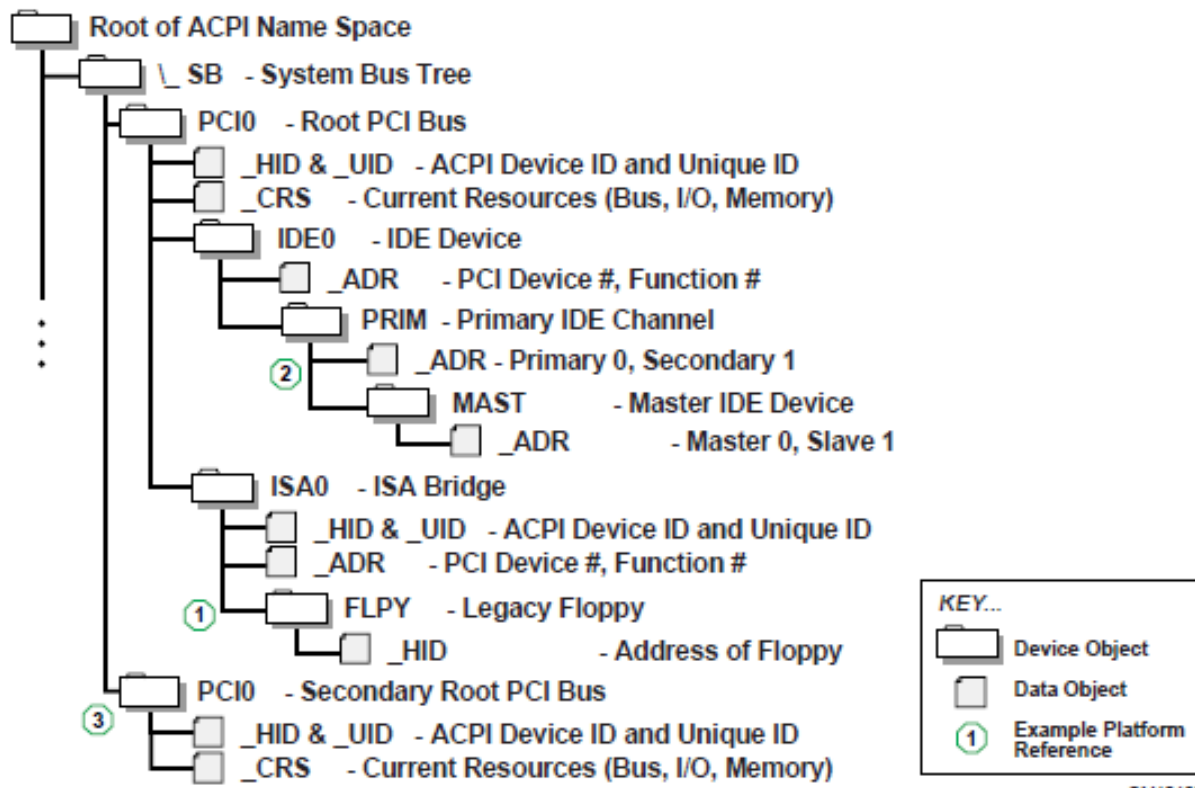 Root of ACPI Name Space
\_ SB - System Bus Tree
PCI0 - Root PCI Bus
_HID & _UID - ACPI Device ID and Unique ID
_CRS - Current Resources (Bus, I/O, Memory)
IDE0 - IDE Device
_ADR - PCI Device #, Function #
PRIM - Primary IDE Channel
_ADR - Primary 0, Secondary 1
2
MAST - Master IDE Device
_ADR - Master 0, Slave 1
ISA0 - ISA Bridge
_HID & _UID - ACPI Device ID and Unique ID
_ADR - PCI Device #, Function #
1 FLPY - Legacy Floppy
_HID - Address of Floppy
PCI0 - Secondary Root PCI Bus
3
_HID & _UID - ACPI Device ID and Unique ID
_CRS - Current Resources (Bus, I/O, Memory)
KEY...
Device Object
Data Object
1 Example Platform
Reference